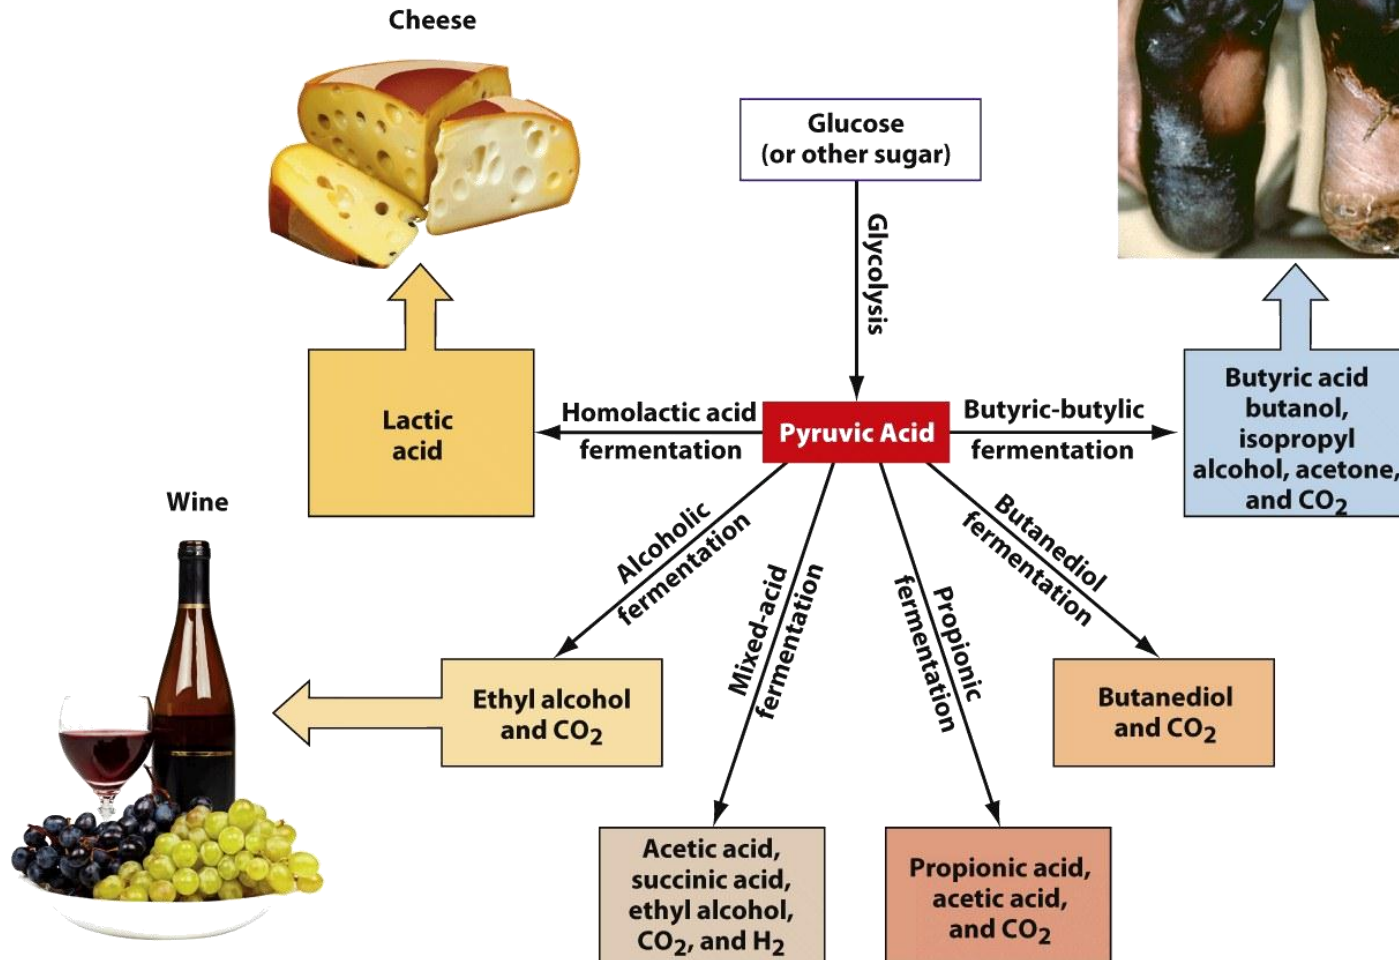 Cheese
Glucose
(or other sugar)
Glycolysis
Homolactic acid
fermentation
Pyruvic Acid
Butyric-butylic
fermentation
Lactic
acid
Butyric acid
butanol,
isopropyl
alcohol, acetone,
and CO2
Wine
Alcoholic
fermentation
Mixed-acid
fermentation
Propionic
fermentation
Butanediol
fermentation
Ethyl alcohol
and CO2
Butanediol
and CO2
Acetic acid,
succinic acid,
ethyl alcohol,
CO2, and H2
Propionic acid,
acetic acid,
and CO2